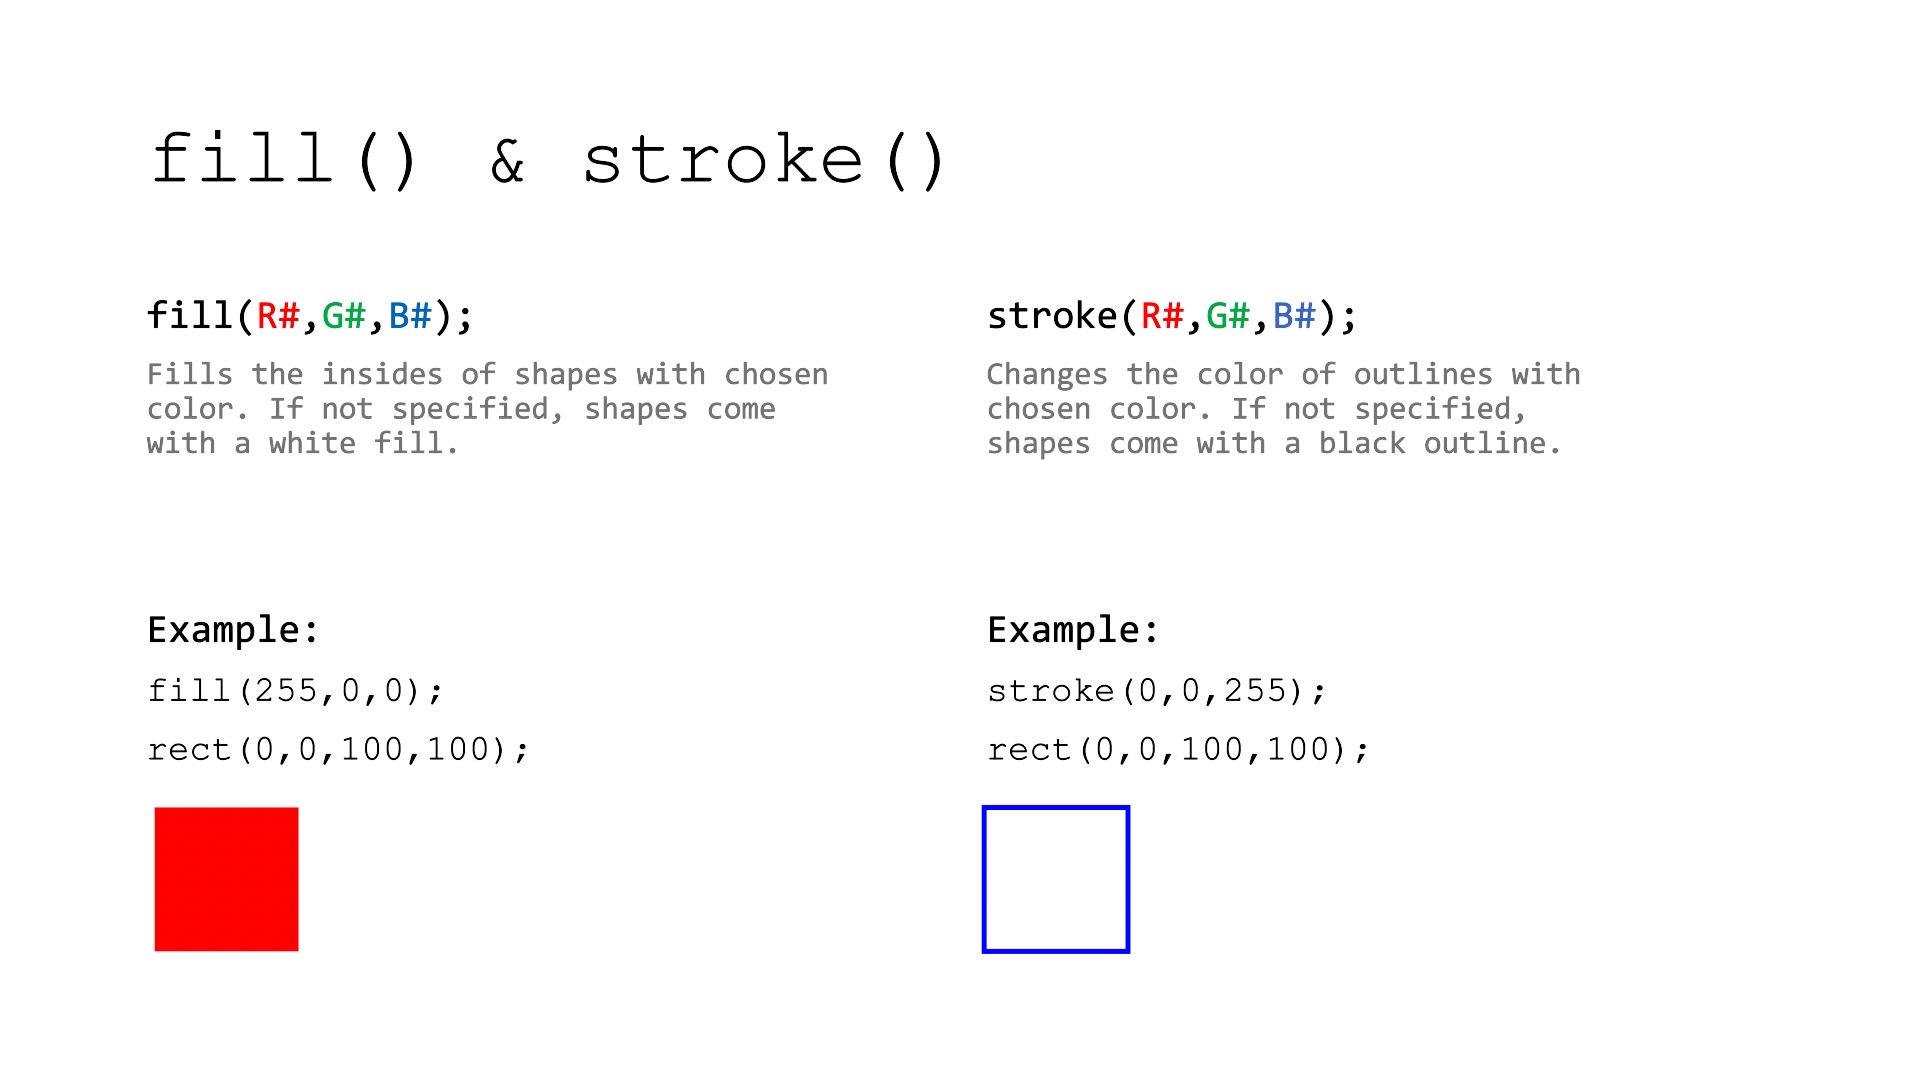 fill() & stroke()
fill(R#,G#,B#);
Fills the insides of shapes with chosen
color. If not specified, shapes come
with a white fill.
Example:
fill(255,0,0);
rect(0,0,100,100);
stroke(R#,G#,B#);
Changes the color of outlines with
chosen color. If not specified,
shapes come with a black outline.
Example:
stroke(0,0,255);
rect(0,0,100,100);